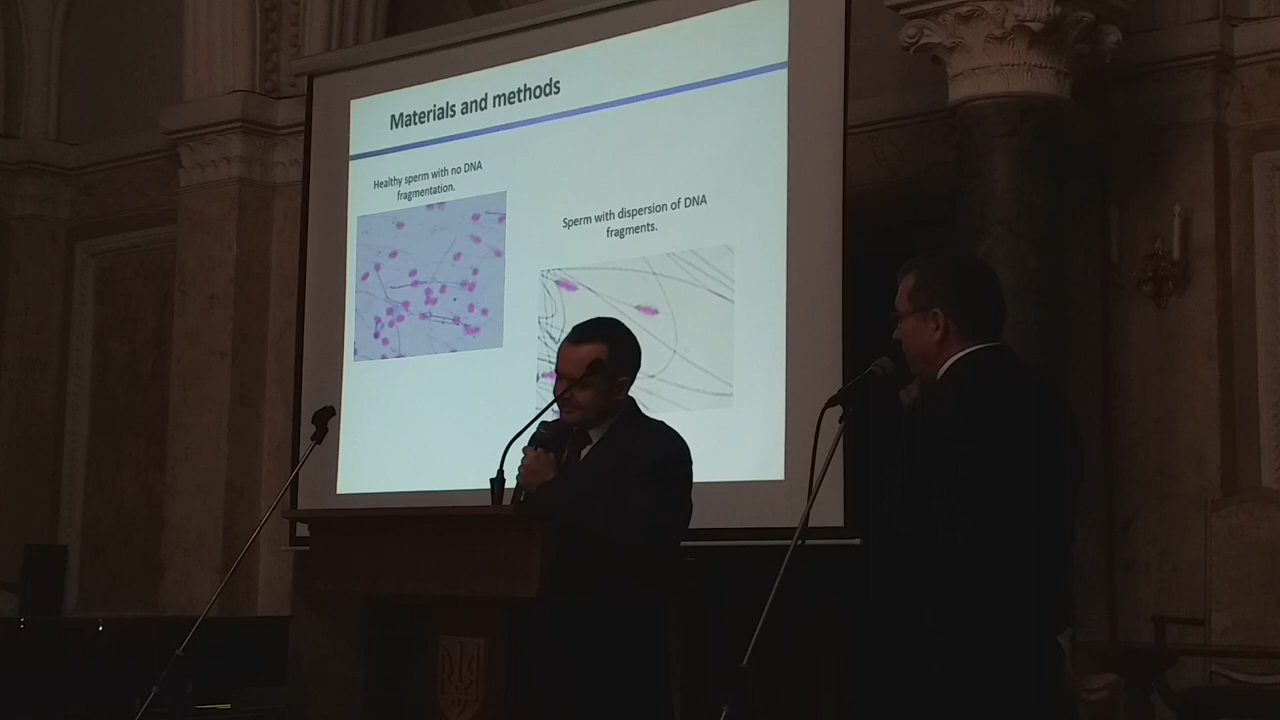 Materials and methods
Healthy sperm with no DNA
fragmentation.
Sperm with dispersion of DNA
fragments.